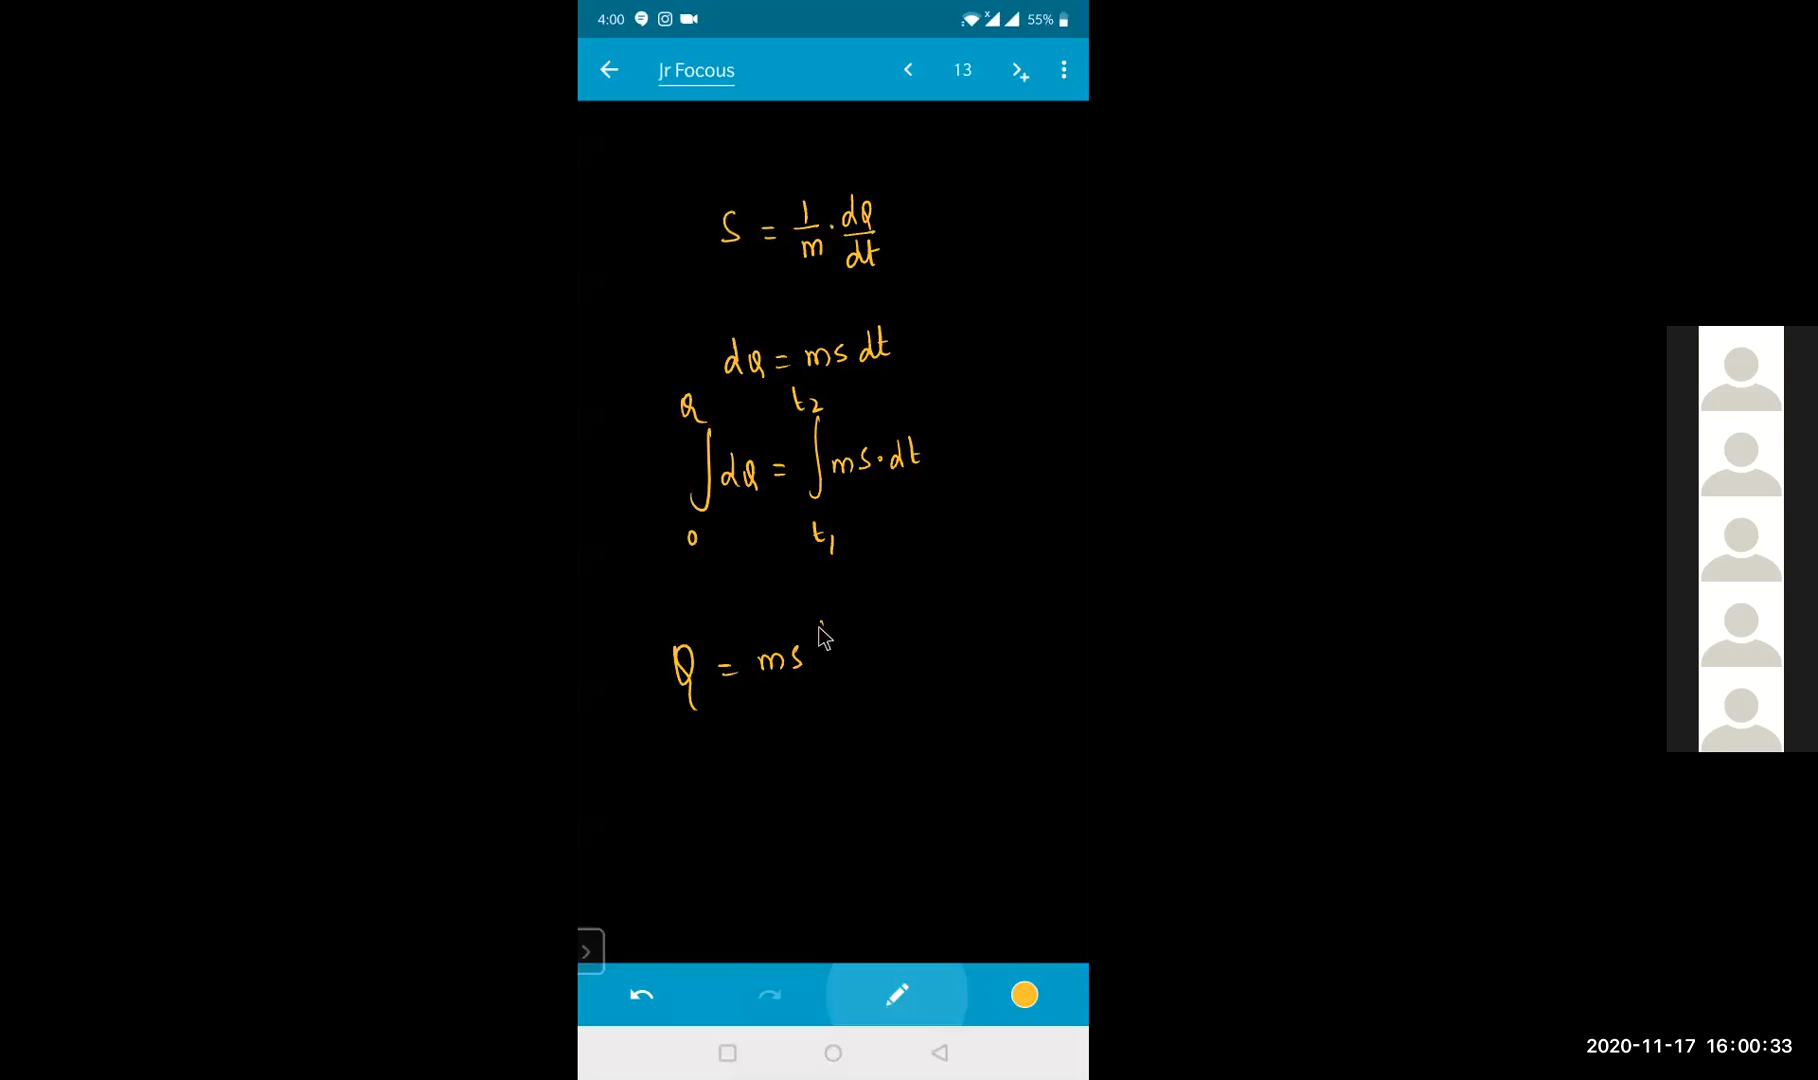 4:00 55%
Jr Focous 13
S = 1/m · dQ/dt
dQ = ms dt
∫₀^Q dQ = ∫_{t₁}^{t₂} ms·dt
Q = ms
2020-11-17 16:00:33